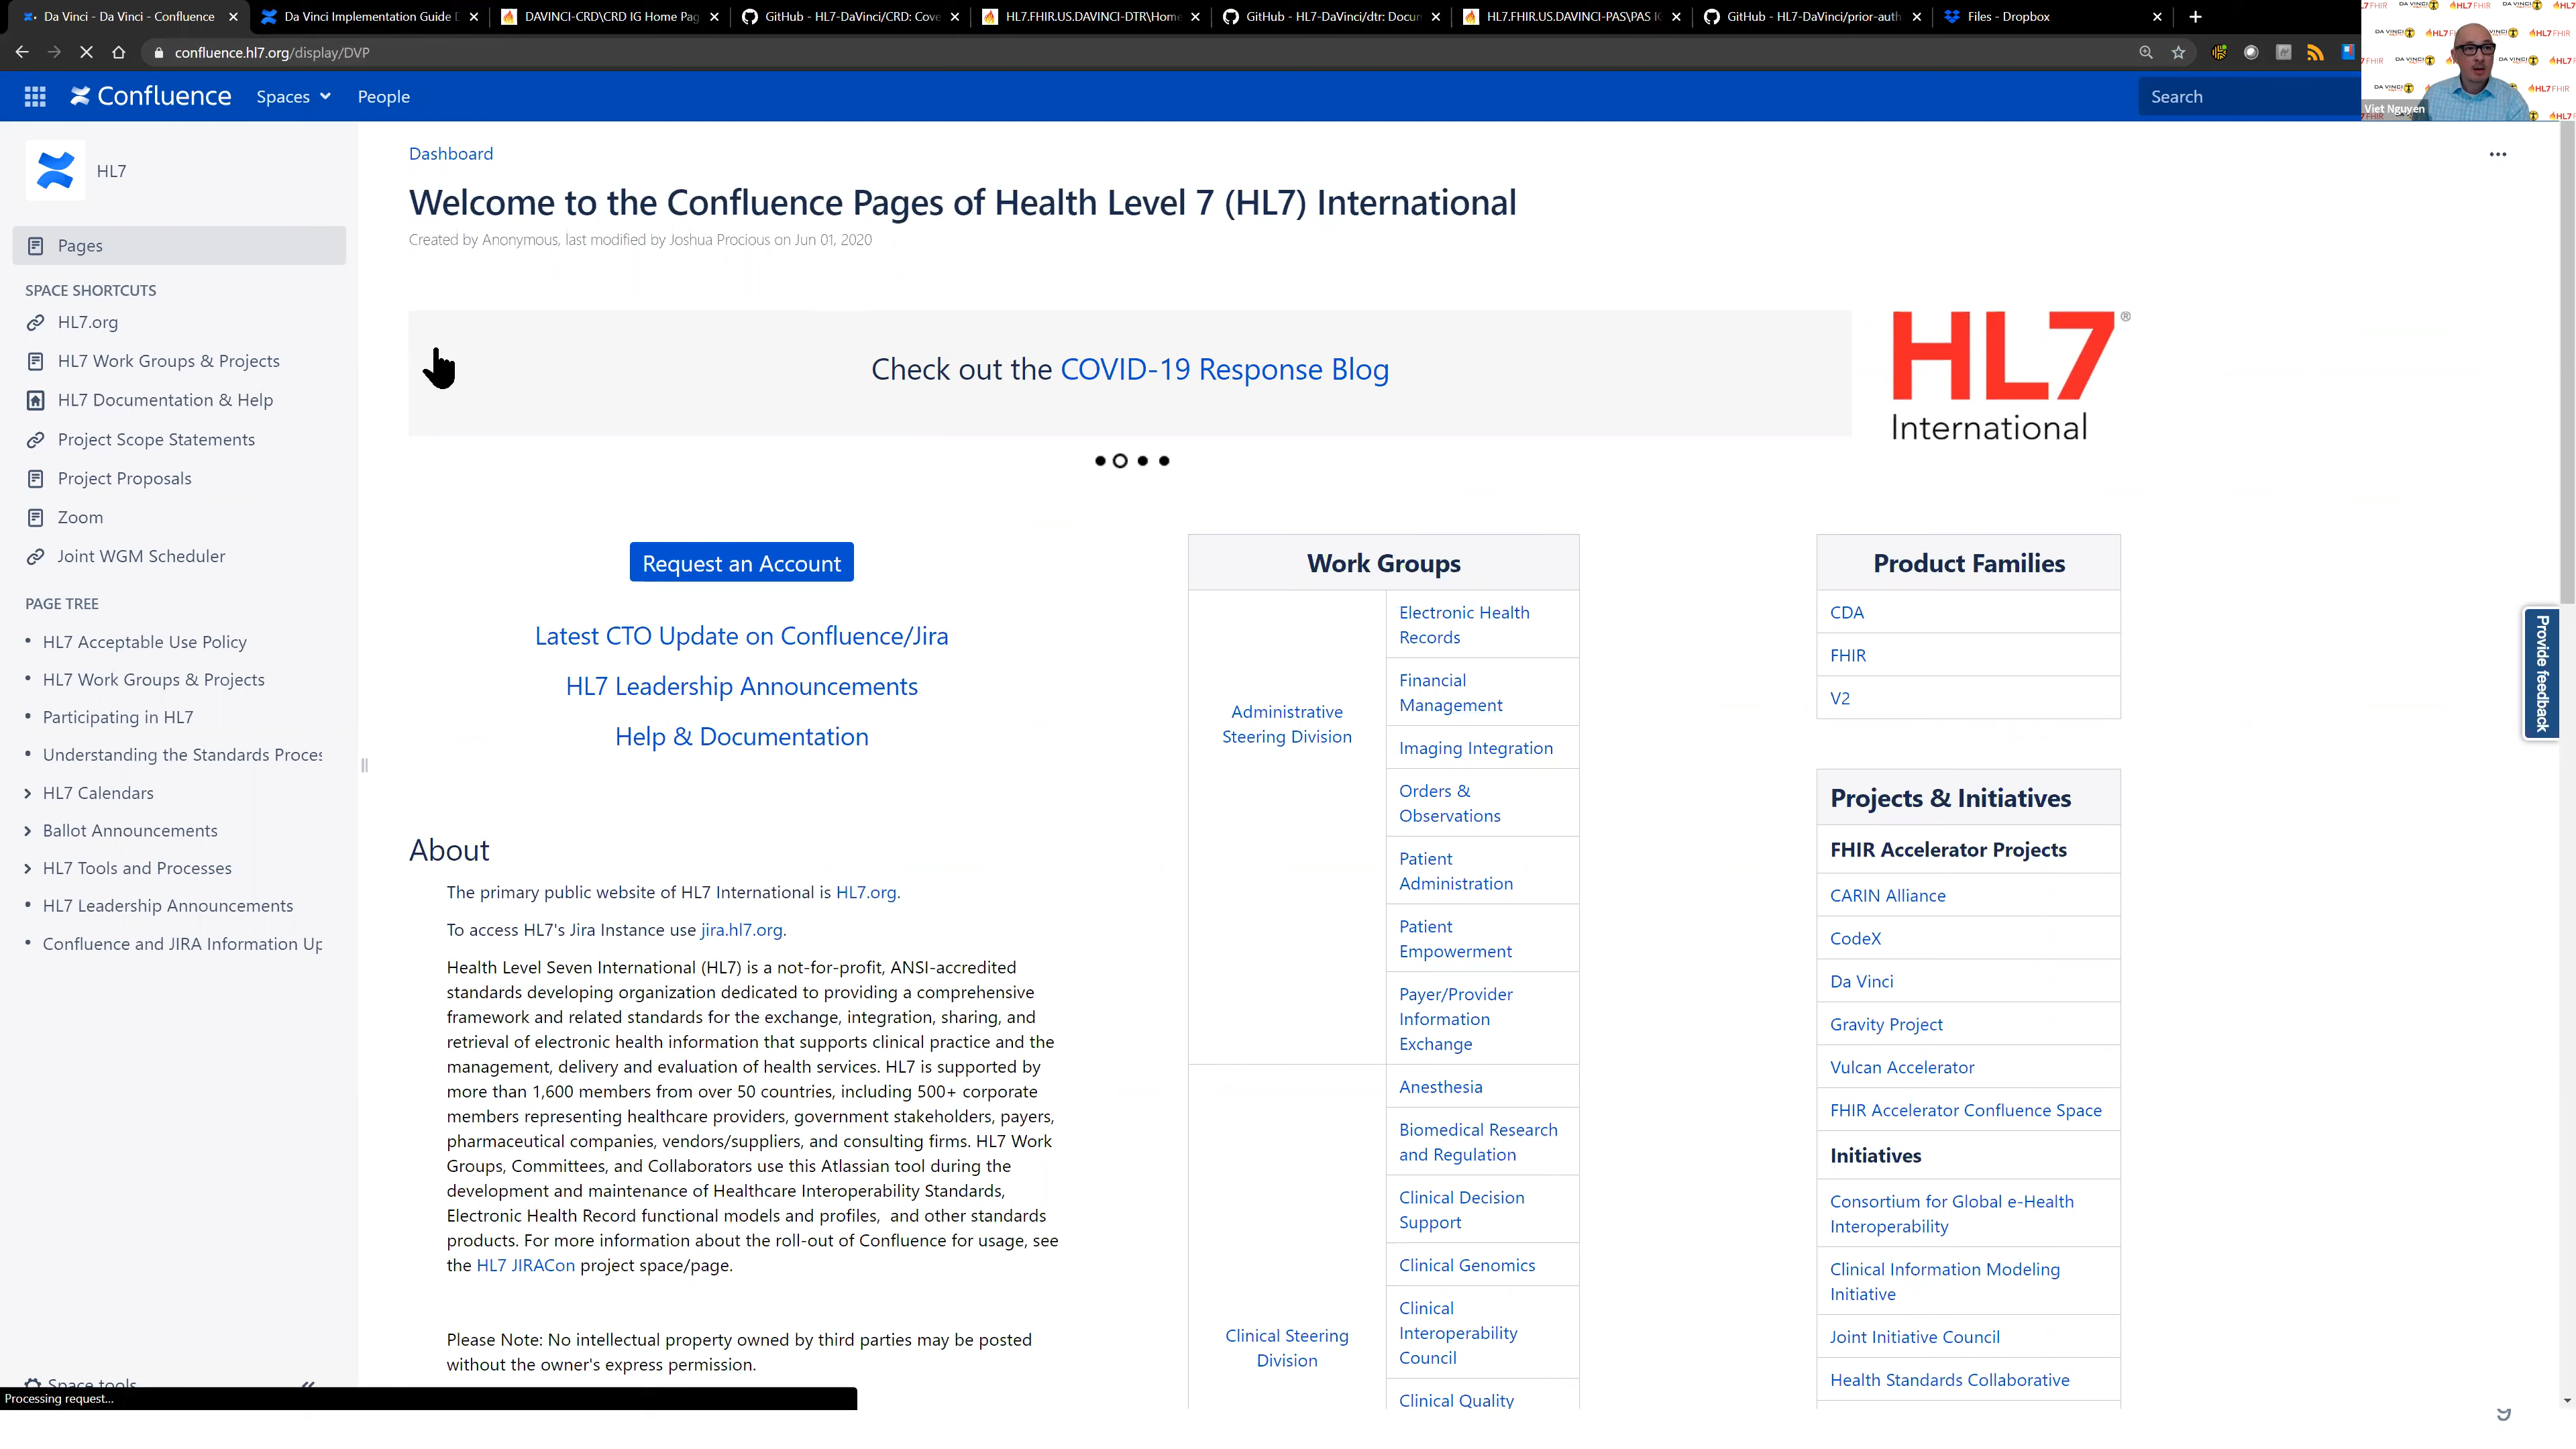 Da Vinci - Da Vinci - Confluence
Da Vinci Implementation Guide D
DAVINCI-CRD\CRD IG Home Pag
GitHub - HL7-DaVinci/CRD: Cove
HL7.FHIR.US.DAVINCI-DTR\Home
GitHub - HL7-DaVinci/dtr: Docum
HL7.FHIR.US.DAVINCI-PAS\PAS IG
GitHub - HL7-DaVinci/prior-auth
Files - Dropbox
confluence.hl7.org/display/DVP
Confluence
Spaces
People
Search
Viet Nguyen
HL7
Pages
SPACE SHORTCUTS
HL7.org
HL7 Work Groups & Projects
HL7 Documentation & Help
Project Scope Statements
Project Proposals
Zoom
Joint WGM Scheduler
PAGE TREE
HL7 Acceptable Use Policy
HL7 Work Groups & Projects
Participating in HL7
Understanding the Standards Proces
HL7 Calendars
Ballot Announcements
HL7 Tools and Processes
HL7 Leadership Announcements
Confluence and JIRA Information Up
Space tools
Processing request...
Dashboard
Welcome to the Confluence Pages of Health Level 7 (HL7) International
Created by Anonymous, last modified by Joshua Procious on Jun 01, 2020
Check out the COVID-19 Response Blog
HL7®
International
Request an Account
Latest CTO Update on Confluence/Jira
HL7 Leadership Announcements
Help & Documentation
About
The primary public website of HL7 International is HL7.org.
To access HL7's Jira Instance use jira.hl7.org.
Health Level Seven International (HL7) is a not-for-profit, ANSI-accredited
standards developing organization dedicated to providing a comprehensive
framework and related standards for the exchange, integration, sharing, and
retrieval of electronic health information that supports clinical practice and the
management, delivery and evaluation of health services. HL7 is supported by
more than 1,600 members from over 50 countries, including 500+ corporate
members representing healthcare providers, government stakeholders, payers,
pharmaceutical companies, vendors/suppliers, and consulting firms. HL7 Work
Groups, Committees, and Collaborators use this Atlassian tool during the
development and maintenance of Healthcare Interoperability Standards,
Electronic Health Record functional models and profiles, and other standards
products. For more information about the roll-out of Confluence for usage, see
the HL7 JIRACon project space/page.
Please Note: No intellectual property owned by third parties may be posted
without the owner's express permission.
Work Groups
Administrative
Steering Division
Electronic Health
Records
Financial
Management
Imaging Integration
Orders &
Observations
Patient
Administration
Patient
Empowerment
Payer/Provider
Information
Exchange
Clinical Steering
Division
Anesthesia
Biomedical Research
and Regulation
Clinical Decision
Support
Clinical Genomics
Clinical
Interoperability
Council
Clinical Quality
Product Families
CDA
FHIR
V2
Projects & Initiatives
FHIR Accelerator Projects
CARIN Alliance
CodeX
Da Vinci
Gravity Project
Vulcan Accelerator
FHIR Accelerator Confluence Space
Initiatives
Consortium for Global e-Health
Interoperability
Clinical Information Modeling
Initiative
Joint Initiative Council
Health Standards Collaborative
Provide feedback